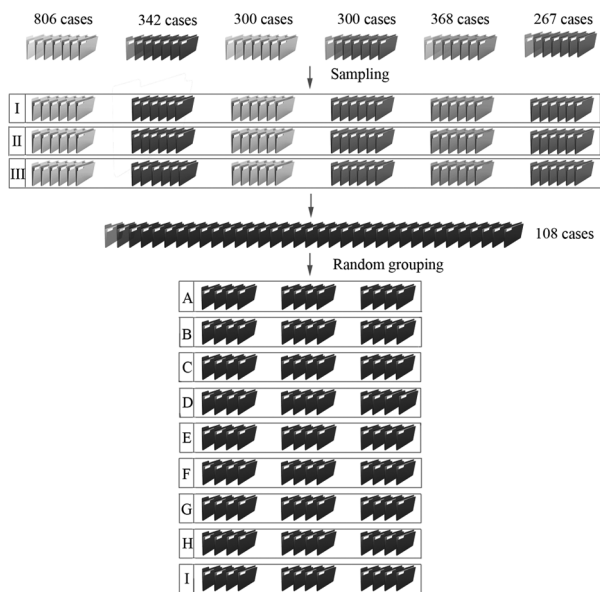 806 cases 342 cases 300 cases 300 cases 368 cases 267 cases
Sampling
I
II
III
108 cases
Random grouping
A
B
C
D
E
F
G
H
I